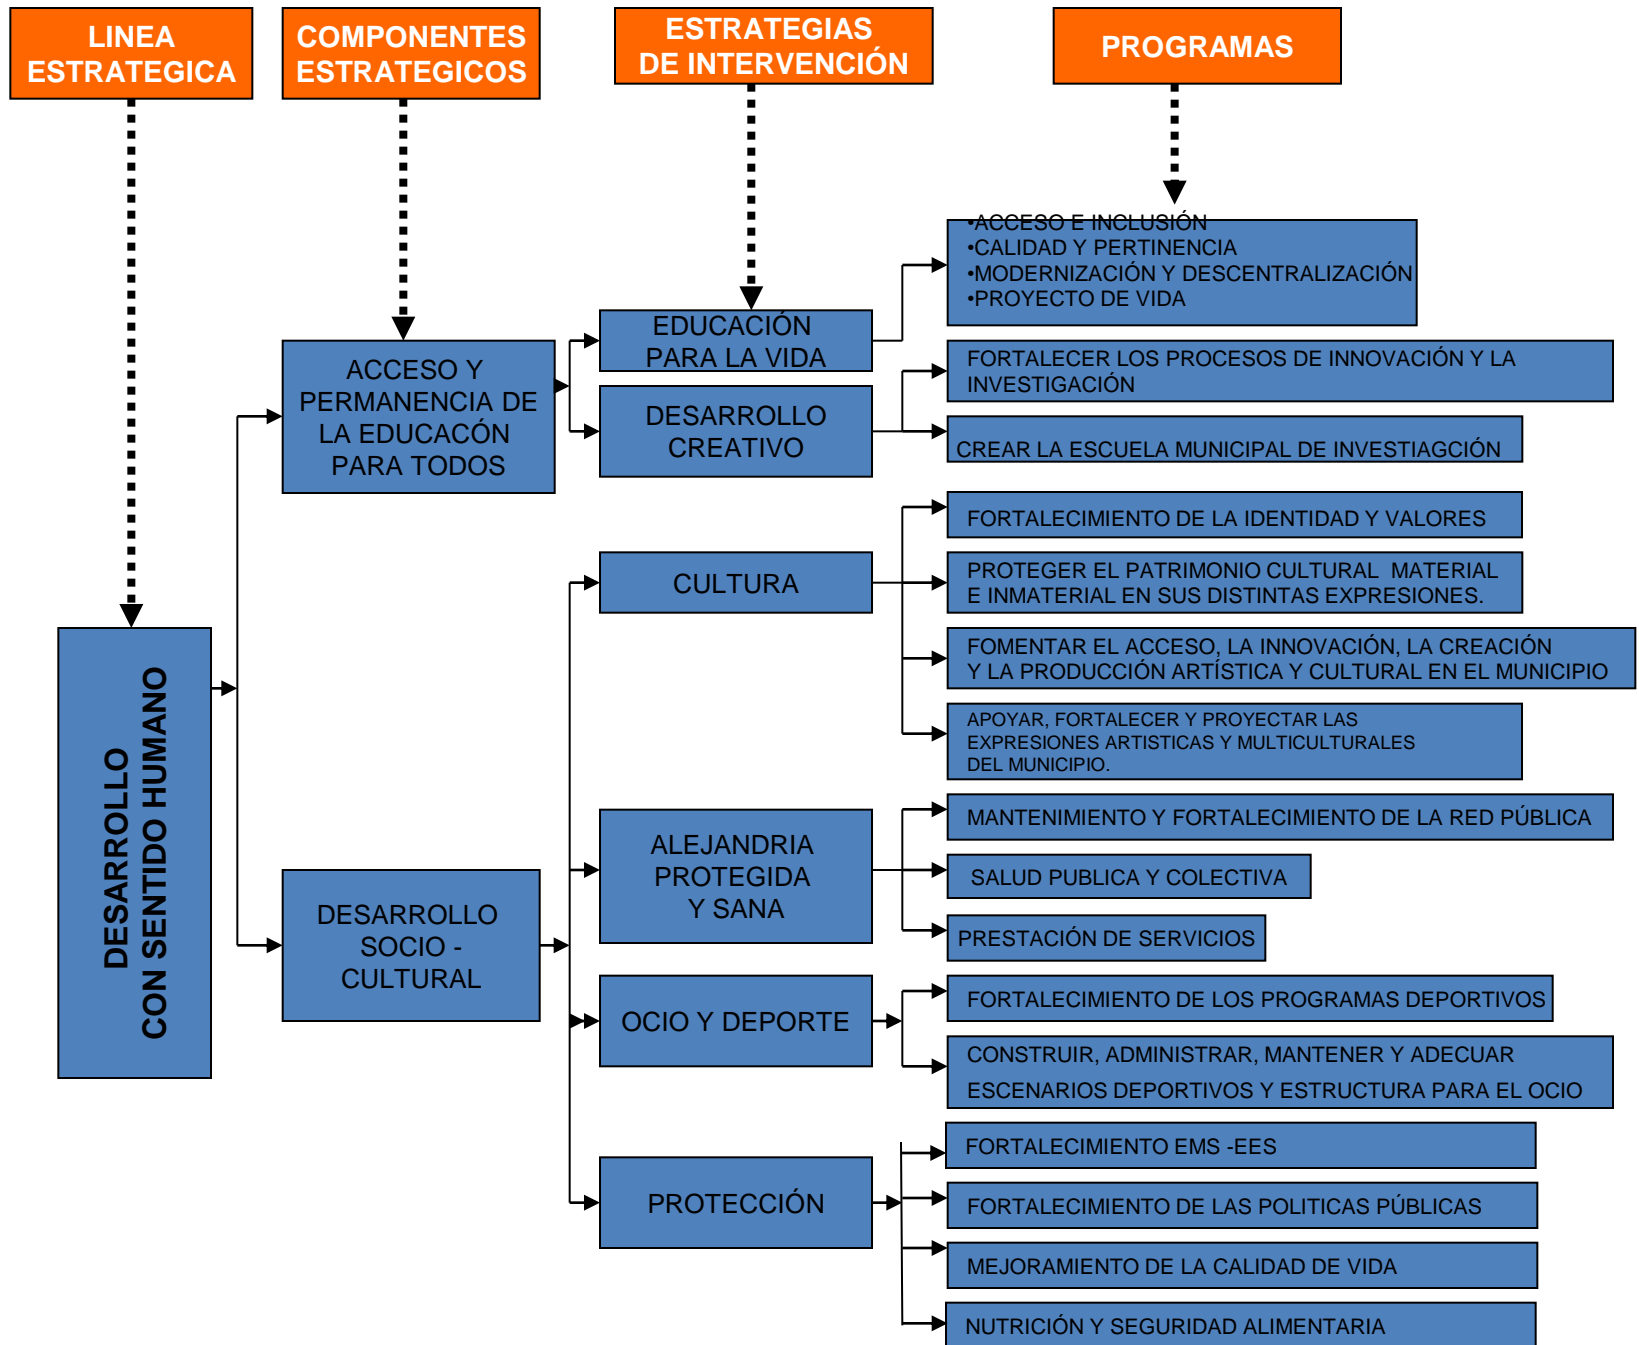 LINEA
ESTRATEGICA
COMPONENTES
ESTRATEGICOS
ESTRATEGIAS
DE INTERVENCIÓN
PROGRAMAS
DESARROLLO
CON SENTIDO HUMANO
ACCESO Y
PERMANENCIA DE
LA EDUCACÓN
PARA TODOS
EDUCACIÓN
PARA LA VIDA
•ACCESO E INCLUSIÓN
•CALIDAD Y PERTINENCIA
•MODERNIZACIÓN Y DESCENTRALIZACIÓN
•PROYECTO DE VIDA
DESARROLLO
CREATIVO
FORTALECER LOS PROCESOS DE INNOVACIÓN Y LA
INVESTIGACIÓN
CREAR LA ESCUELA MUNICIPAL DE INVESTIAGCIÓN
DESARROLLO
SOCIO -
CULTURAL
CULTURA
FORTALECIMIENTO DE LA IDENTIDAD Y VALORES
PROTEGER EL PATRIMONIO CULTURAL  MATERIAL
E INMATERIAL EN SUS DISTINTAS EXPRESIONES.
FOMENTAR EL ACCESO, LA INNOVACIÓN, LA CREACIÓN
Y LA PRODUCCIÓN ARTÍSTICA Y CULTURAL EN EL MUNICIPIO
APOYAR, FORTALECER Y PROYECTAR LAS
EXPRESIONES ARTISTICAS Y MULTICULTURALES
DEL MUNICIPIO.
ALEJANDRIA
PROTEGIDA
Y SANA
MANTENIMIENTO Y FORTALECIMIENTO DE LA RED PÚBLICA
SALUD PUBLICA Y COLECTIVA
PRESTACIÓN DE SERVICIOS
OCIO Y DEPORTE
FORTALECIMIENTO DE LOS PROGRAMAS DEPORTIVOS
CONSTRUIR, ADMINISTRAR, MANTENER Y ADECUAR
ESCENARIOS DEPORTIVOS Y ESTRUCTURA PARA EL OCIO
PROTECCIÓN
FORTALECIMIENTO EMS -EES
FORTALECIMIENTO DE LAS POLITICAS PÚBLICAS
MEJORAMIENTO DE LA CALIDAD DE VIDA
NUTRICIÓN Y SEGURIDAD ALIMENTARIA